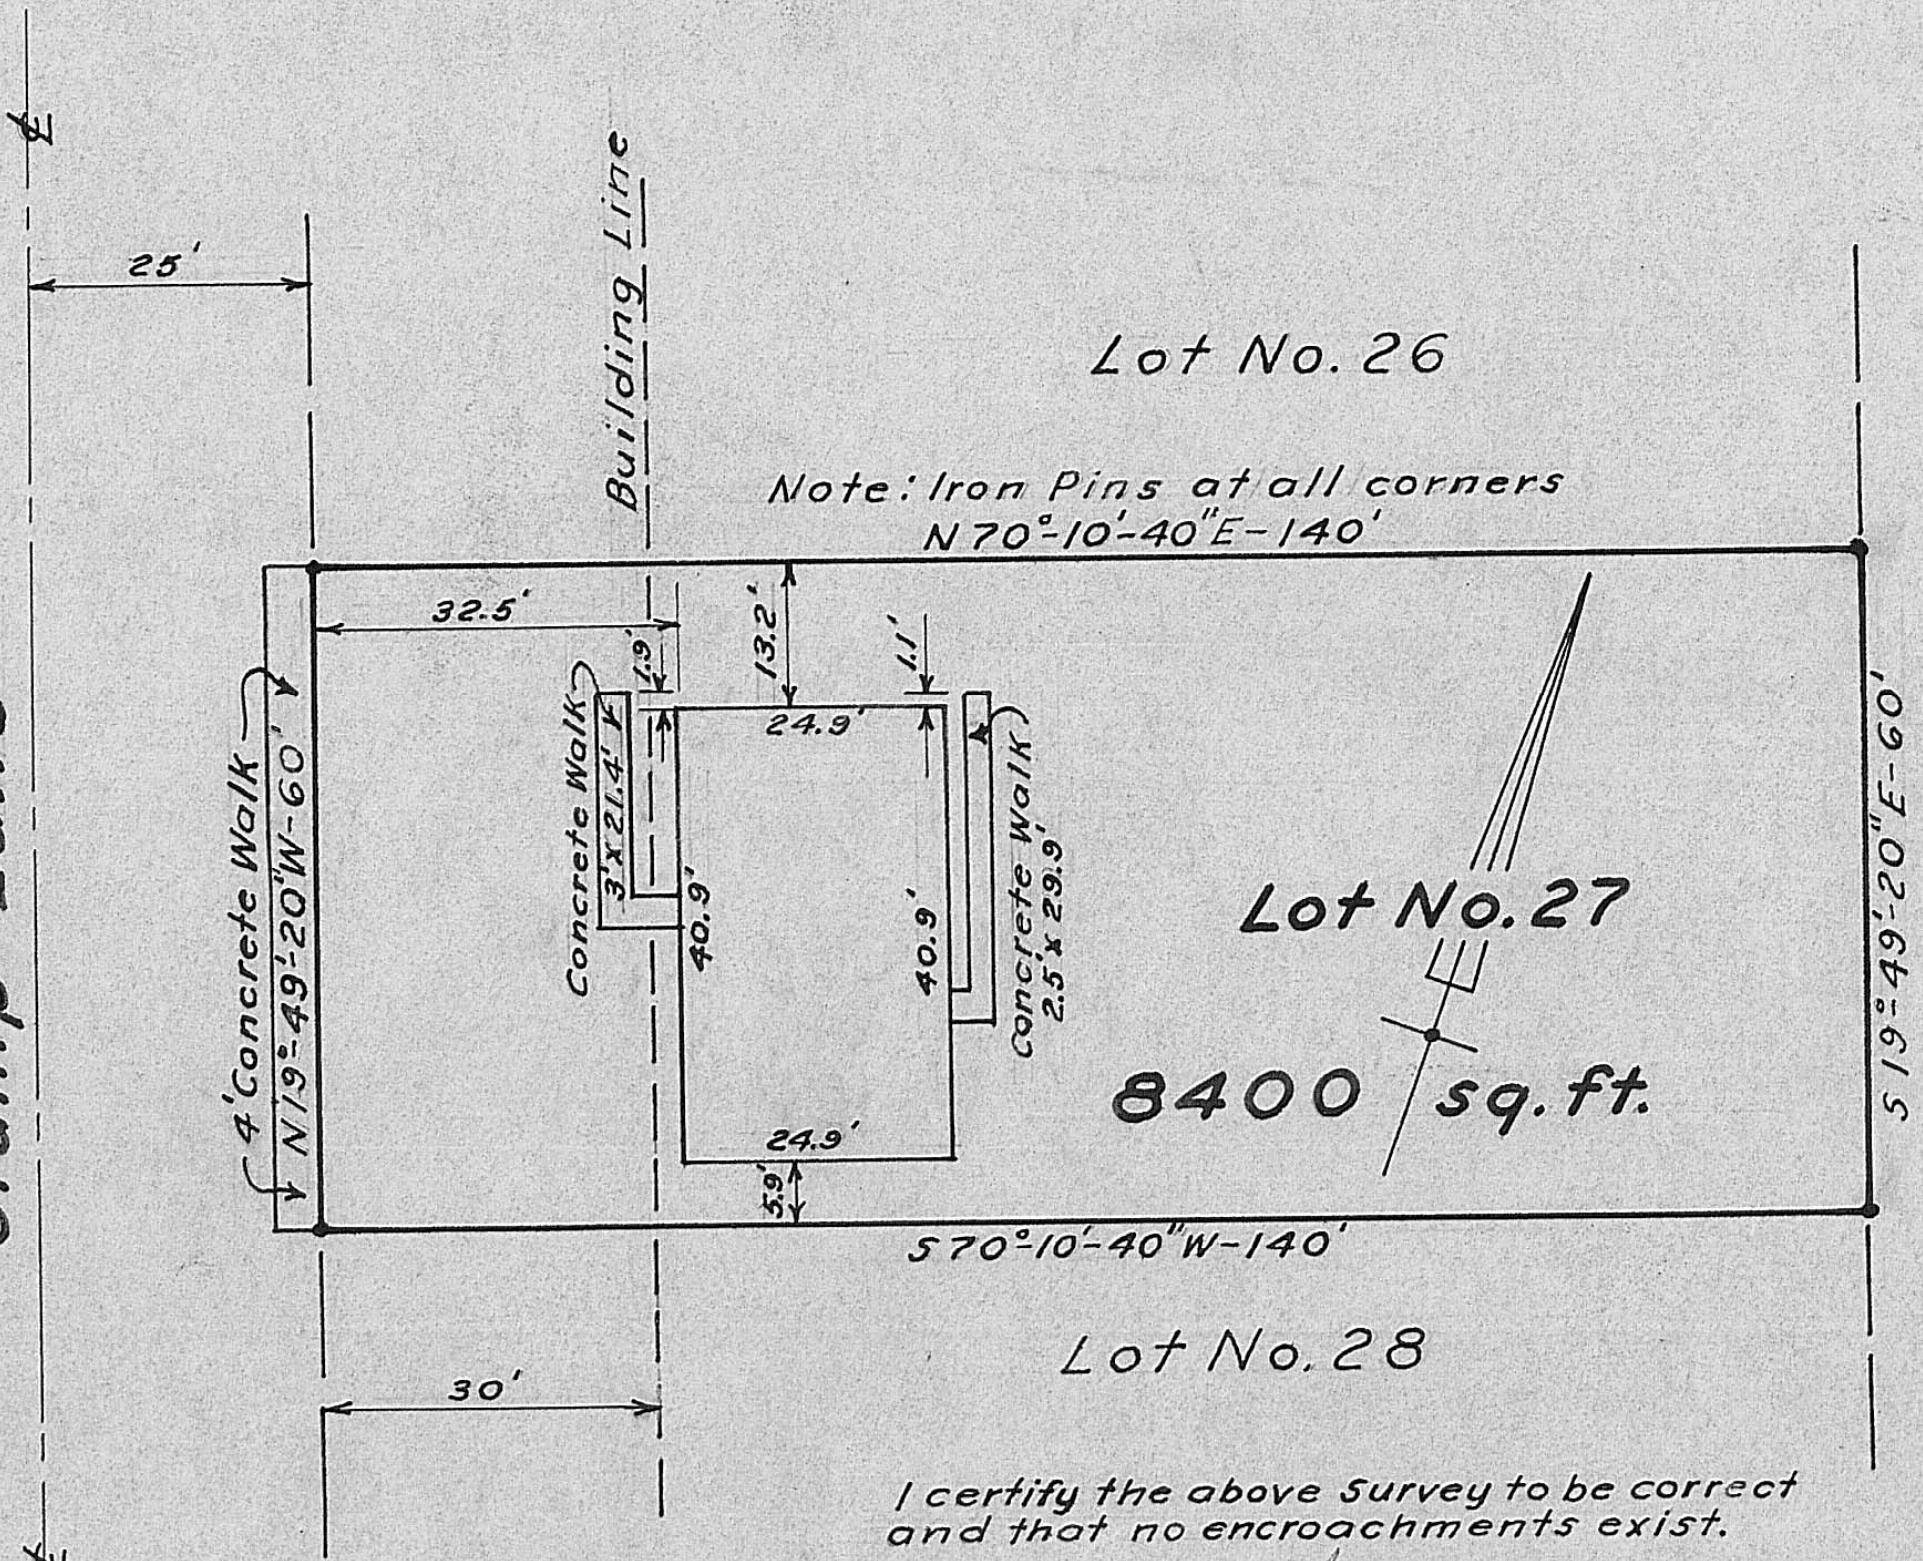 ℄
25'
Building Line
Lot No. 26
Note: Iron Pins at all corners
N 70°-10'-40"E-140'
32.5'
1.9'
13.2'
1.1'
24.9'
4' Concrete Walk
N 19°-49'-20"W-60'
Concrete Walk
3' x 21.4'
40.9'
40.9'
Concrete Walk
2.5' x 29.9'
Lot No. 27
8400 sq. ft.
S 19°-49'-20"E-60'
24.9'
5.9'
S 70°-10'-40"W-140'
Lot No. 28
30'
I certify the above Survey to be correct
and that no encroachments exist.
℄